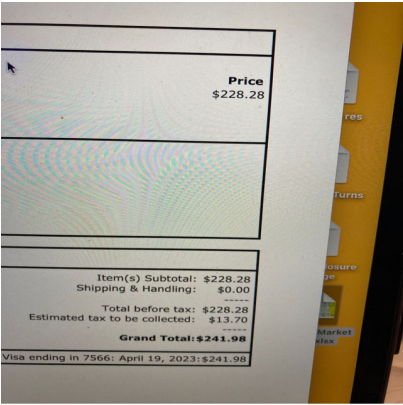 Price
$228.28
res
Turns
losure
ge
Market
xlsx
Item(s) Subtotal: $228.28
Shipping & Handling: $0.00
-----
Total before tax: $228.28
Estimated tax to be collected: $13.70
-----
Grand Total: $241.98
Visa ending in 7566: April 19, 2023: $241.98